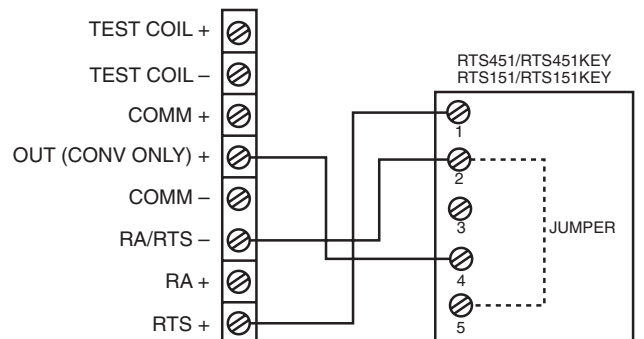 TEST COIL +
TEST COIL –
COMM +
OUT (CONV ONLY) +
COMM –
RA/RTS –
RA +
RTS +
RTS451/RTS451KEY
RTS151/RTS151KEY
1
2
3
4
5
JUMPER